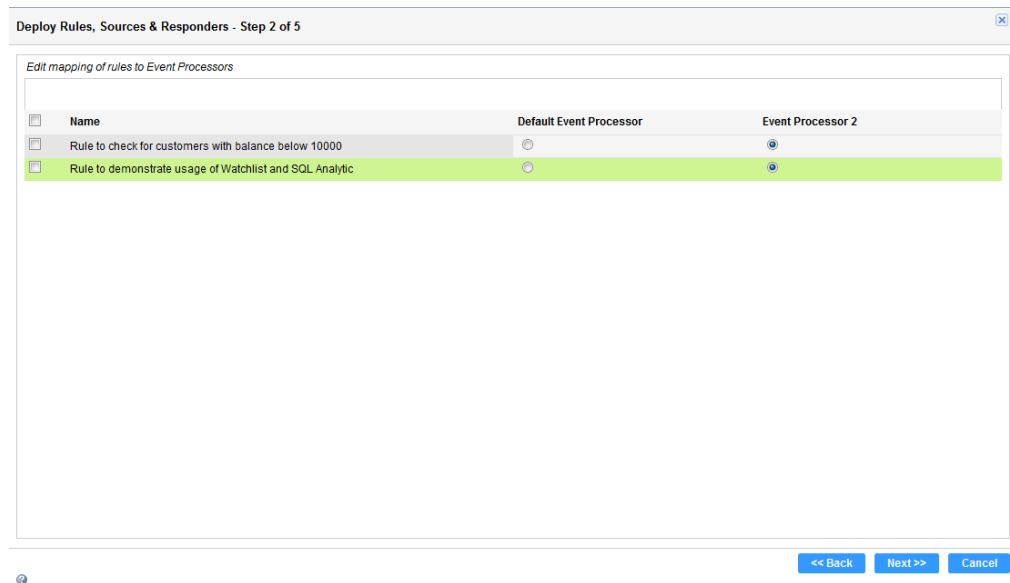 Deploy Rules, Sources & Responders - Step 2 of 5
Edit mapping of rules to Event Processors
Name Default Event Processor Event Processor 2
Rule to check for customers with balance below 10000
Rule to demonstrate usage of Watchlist and SQL Analytic
<< Back Next >> Cancel